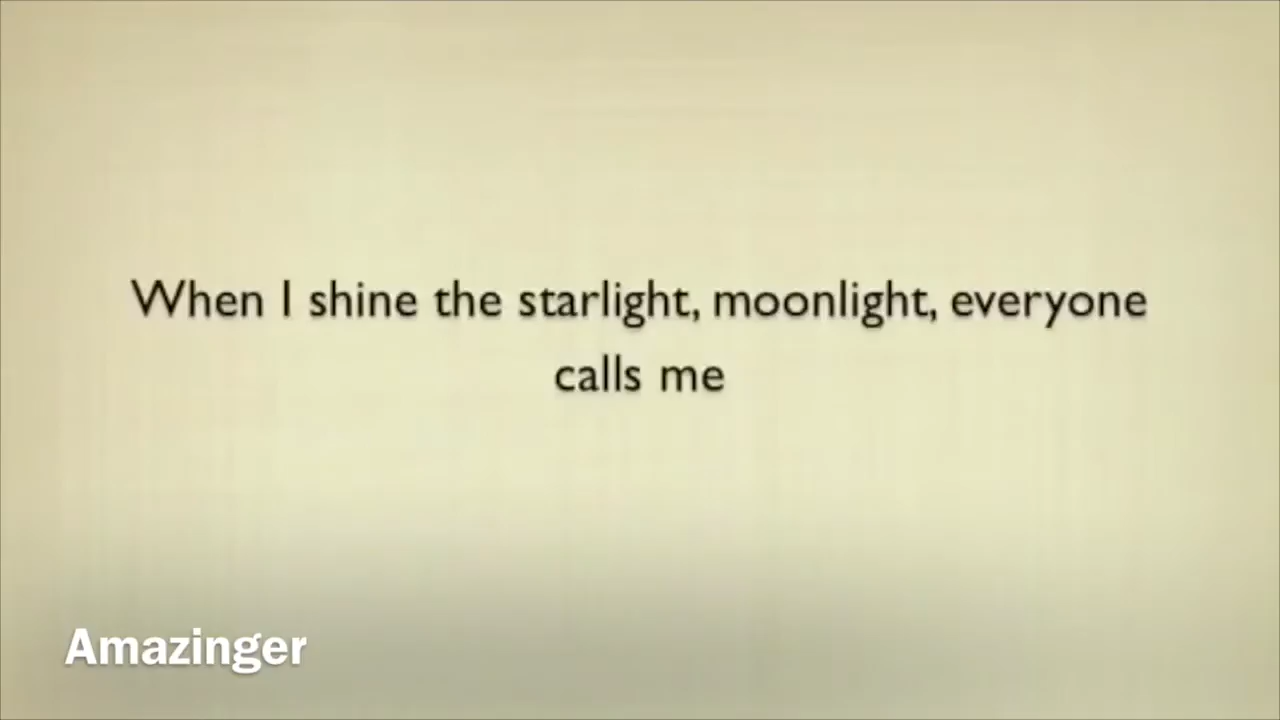 When I shine the starlight, moonlight, everyone
calls me
Amazinger